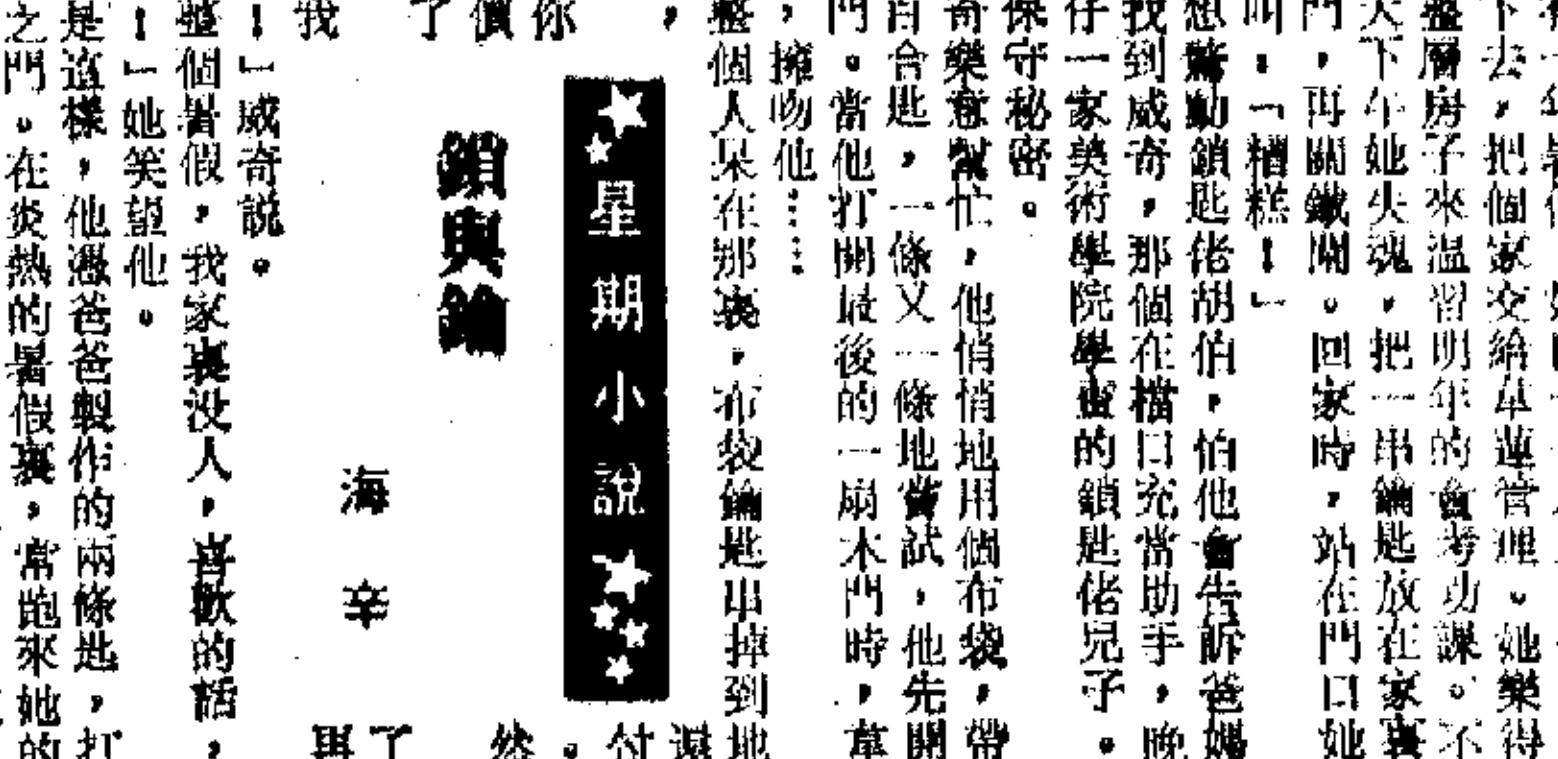 下去，把個家交給韋蓮管理。她樂得
整層房子來温習明年的會考功課。不
天下午她失魂，把一串鑰匙放在家裏
門，再關鐵閘。回家時，站在門口她
叫：「糟糕！」
想驚動鎖匙佬胡伯，怕他會告訴爸媽
找到威奇，那個在檔口充當助手，晚
仔一家美術學院學畫的鎖匙佬兒子。
保守秘密。
奇樂意幫忙，他悄悄地用個布袋，帶
百合匙，一條又一條地嘗試，他先開
門。當他打開最後的一扇木門時，韋
，擁吻他……
整個人呆在那裏，布袋鑰匙串掉到地
星期小說
鎖與鑰
海辛
！」威奇説。
整個暑假，我家裏没人，喜歡的話，
！」她笑望他。
是這樣，他憑爸爸製作的兩條匙，打
之門。在炎熱的暑假裏，常跑來她的